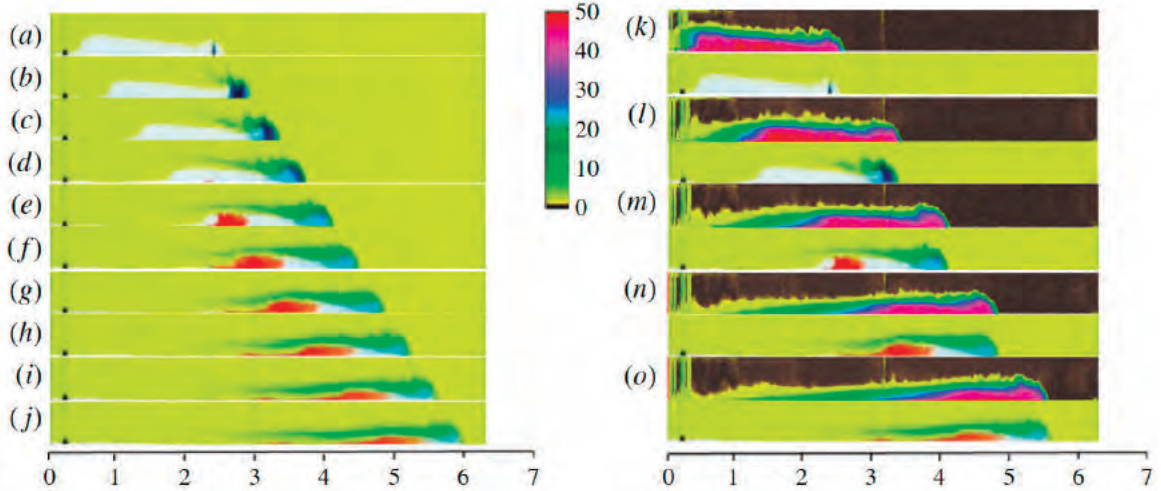 (a)
(b)
(c)
(d)
(e)
(f)
(g)
(h)
(i)
(j)
0 1 2 3 4 5 6 7
50
40
30
20
10
0
(k)
(l)
(m)
(n)
(o)
0 1 2 3 4 5 6 7